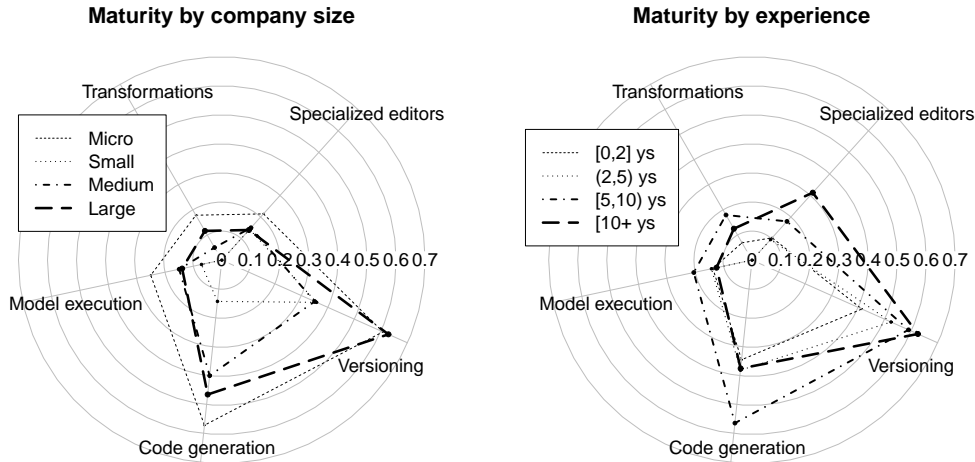 Maturity by company size
Transformations
Specialized editors
Micro
Small
Medium
Large
0 0.1 0.2 0.3 0.4 0.5 0.6 0.7
Model execution
Versioning
Code generation
Maturity by experience
Transformations
Specialized editors
[0,2] ys
(2,5) ys
[5,10) ys
[10+ ys
0 0.1 0.2 0.3 0.4 0.5 0.6 0.7
Model execution
Versioning
Code generation